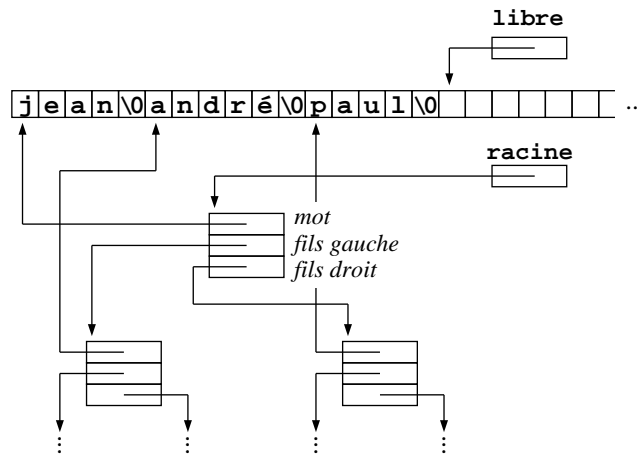 libre
jean\0andré\0paul\0 ...
racine
mot
fils gauche
fils droit